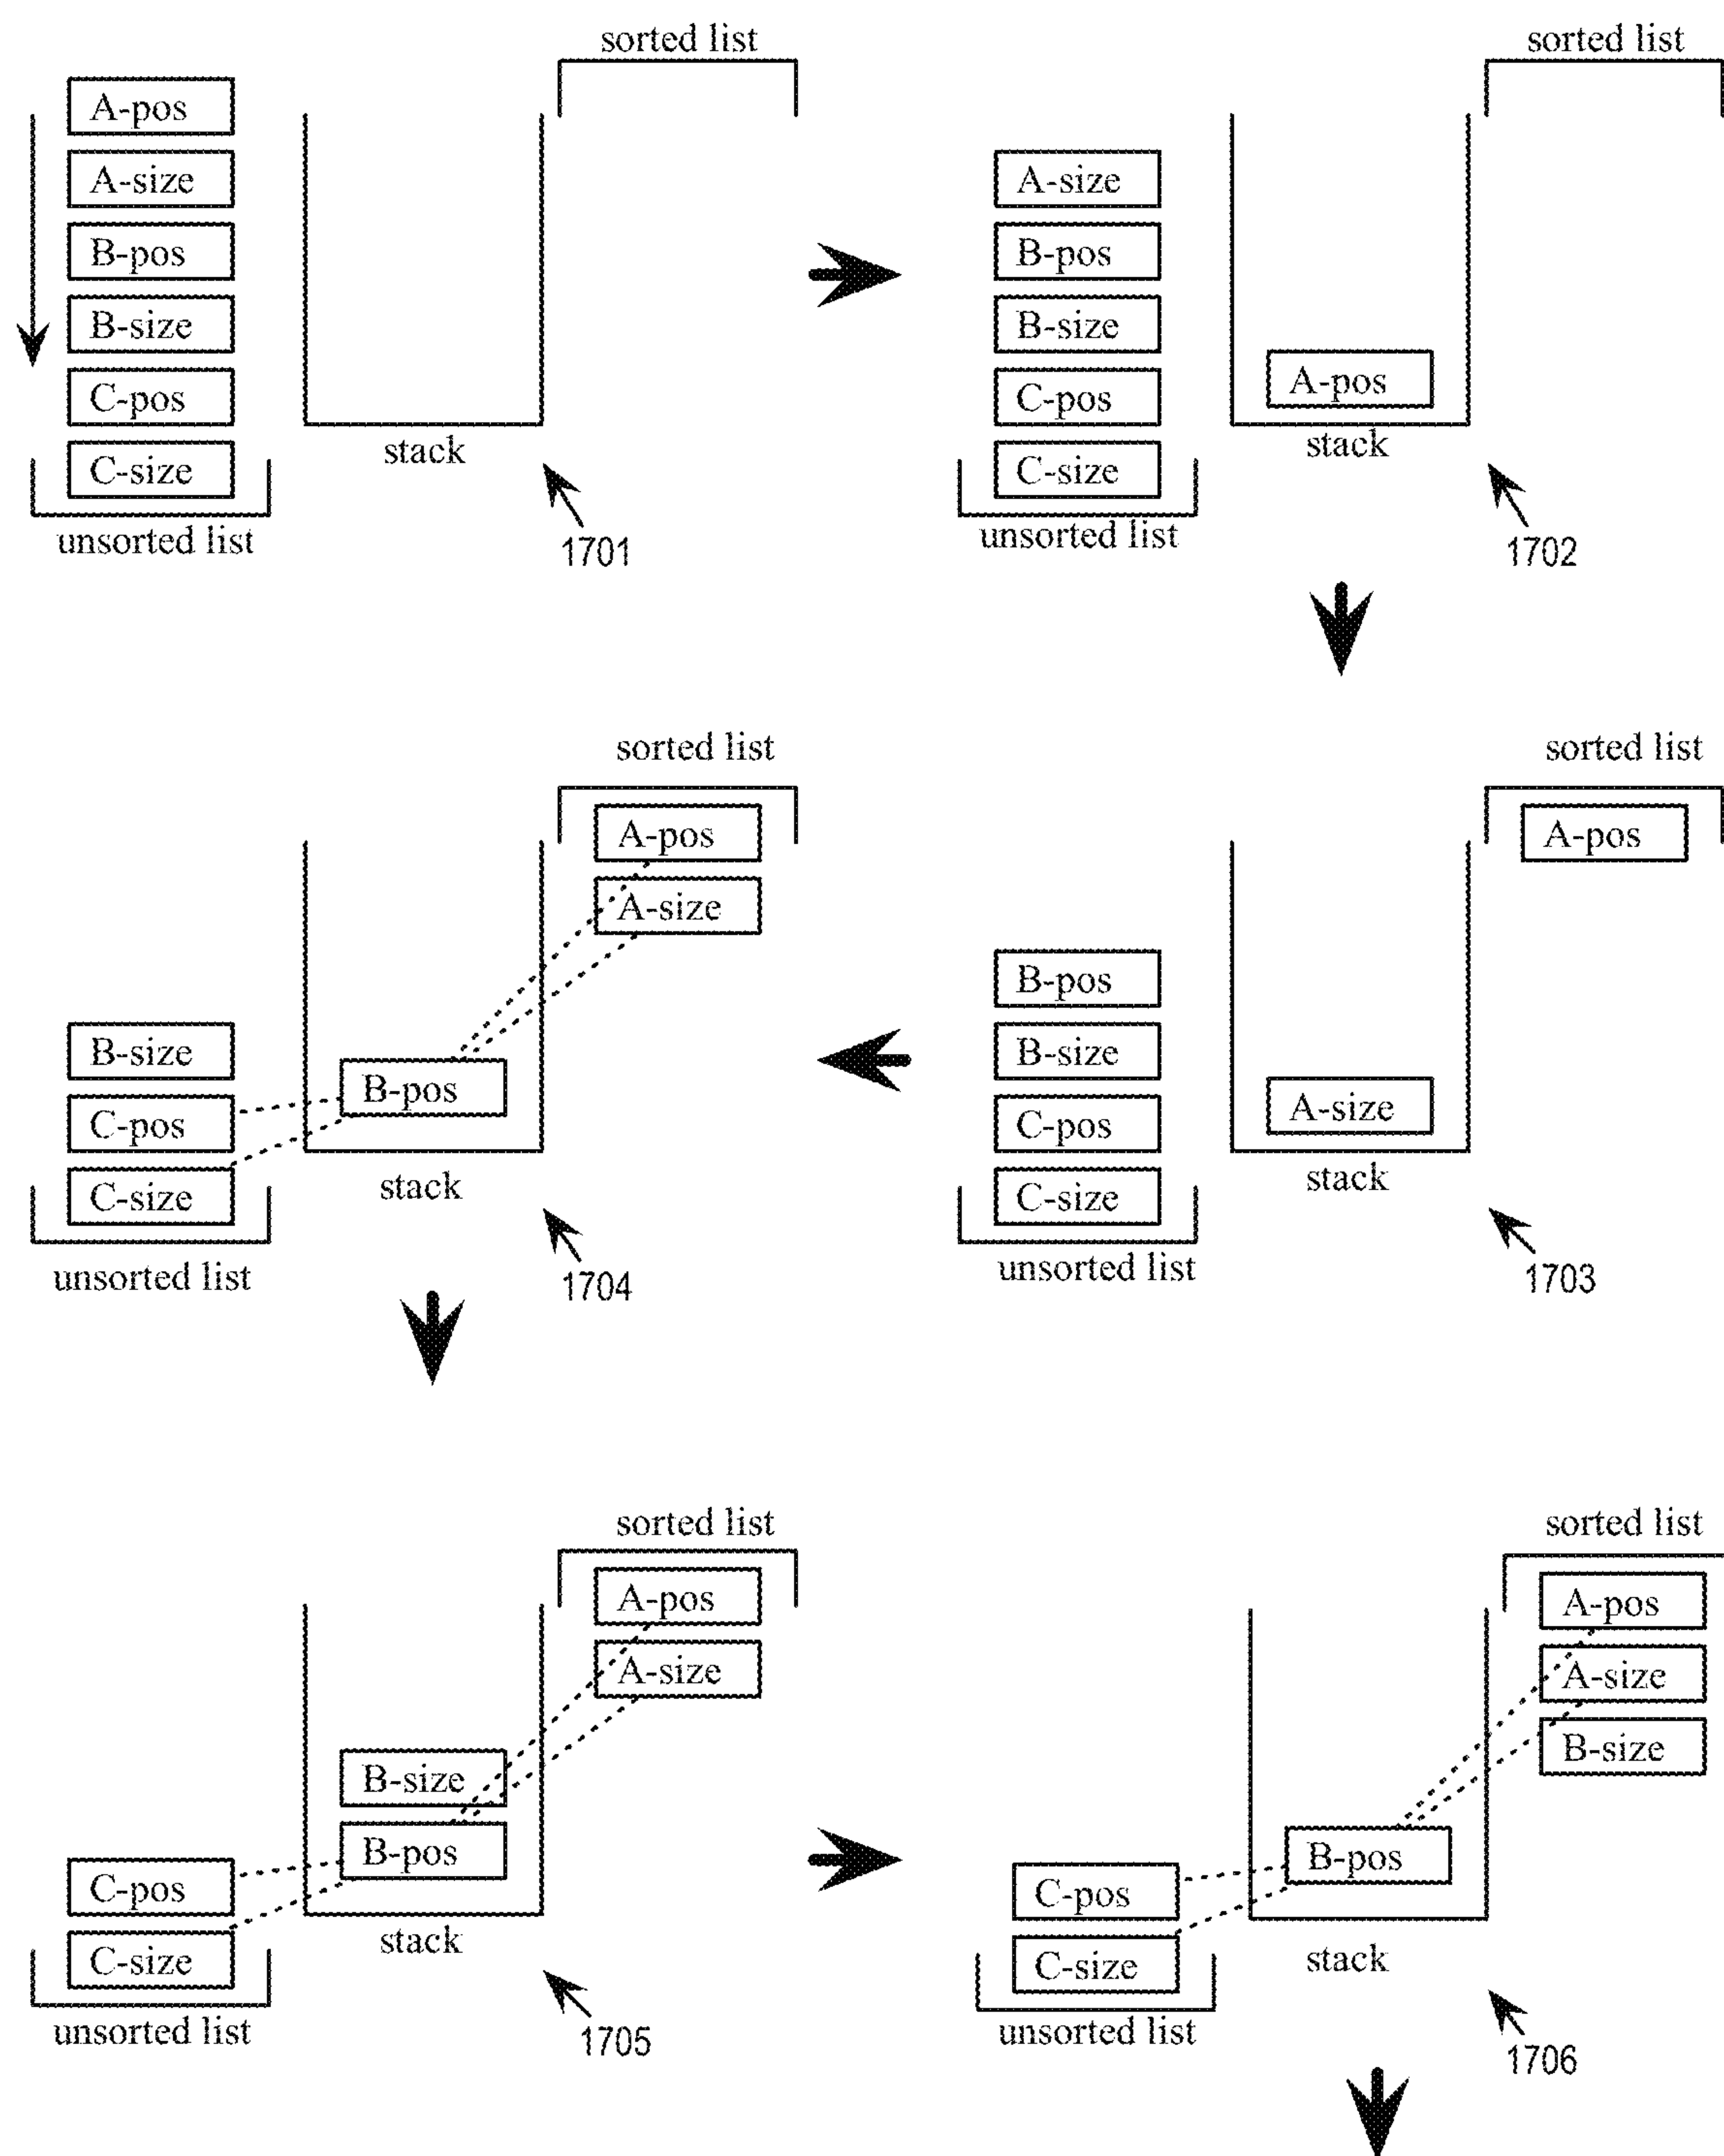 sorted list
A-pos
A-size
B-pos
B-size
C-pos
C-size
stack
unsorted list
1701
sorted list
A-size
B-pos
B-size
C-pos
C-size
A-pos
stack
unsorted list
1702
sorted list
A-pos
A-size
B-size
C-pos
C-size
B-pos
stack
unsorted list
1704
sorted list
A-pos
B-pos
B-size
C-pos
C-size
A-size
stack
unsorted list
1703
sorted list
A-pos
A-size
B-size
B-pos
C-pos
C-size
stack
unsorted list
1705
sorted list
A-pos
A-size
B-size
B-pos
C-pos
C-size
stack
unsorted list
1706